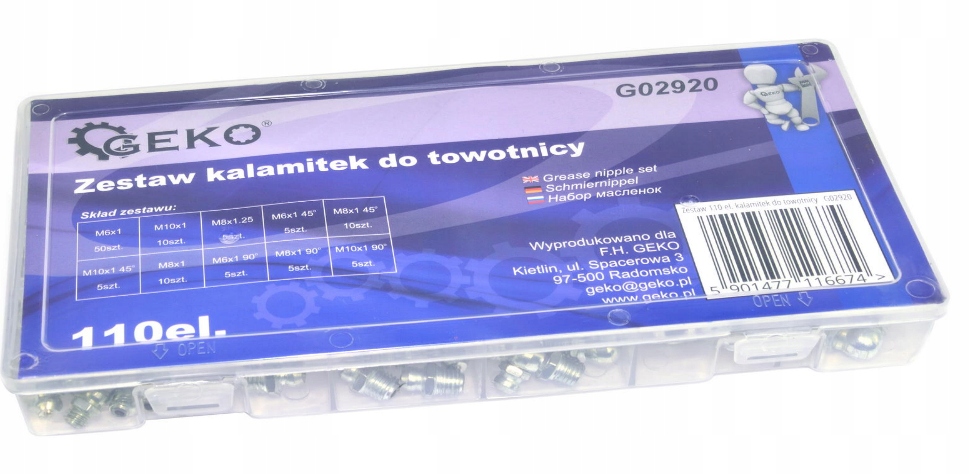 GEKO®
G02920
GEKO
Zestaw kalamitek do towotnicy
Grease nipple set
Schmiernippel
Набор масленок
Skład zestawu:
M6x1 M10x1 M8x1.25 M6x1 45° M8x1 45°
50szt. 10szt. 5szt. 5szt. 10szt.
M10x1 45° M8x1 M6x1 90° M8x1 90° M10x1 90°
5szt. 10szt. 5szt. 5szt. 5szt.
110el.
Wyprodukowano dla
F.H. GEKO
Kietlin, ul. Spacerowa 3
97-500 Radomsko
geko@geko.pl
www.geko.pl
Zestaw 110 el. kalamitek do towotnicy G02920
5 901477 116674 >
OPEN
OPEN